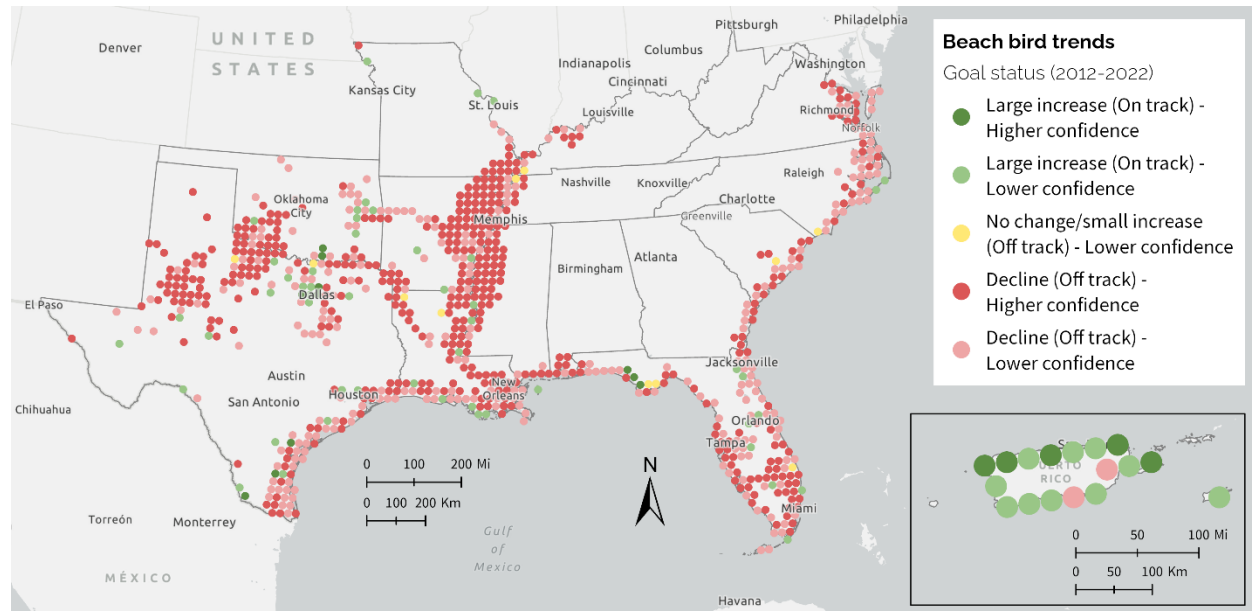 Pittsburgh
Philadelphia
UNITED
STATES
Denver
Columbus
Indianapolis
Washington
Cincinnati
Kansas City
St. Louis
Louisville
Richmond
Norfolk
Nashville
Knoxville
Raleigh
Oklahoma
City
Charlotte
Memphis
Greenville
Atlanta
Birmingham
Dallas
El Paso
Jacksonville
Austin
New
Orleans
Houston
San Antonio
Chihuahua
Orlando
Tampa
Miami
Torreón
Monterrey
MÉXICO
Gulf
of
Mexico
Havana
N
0 100 200 Mi
0 100 200 Km
Beach bird trends
Goal status (2012-2022)
Large increase (On track) -
Higher confidence
Large increase (On track) -
Lower confidence
No change/small increase
(Off track) - Lower confidence
Decline (Off track) -
Higher confidence
Decline (Off track) -
Lower confidence
RICO
0 50 100 Mi
0 50 100 Km